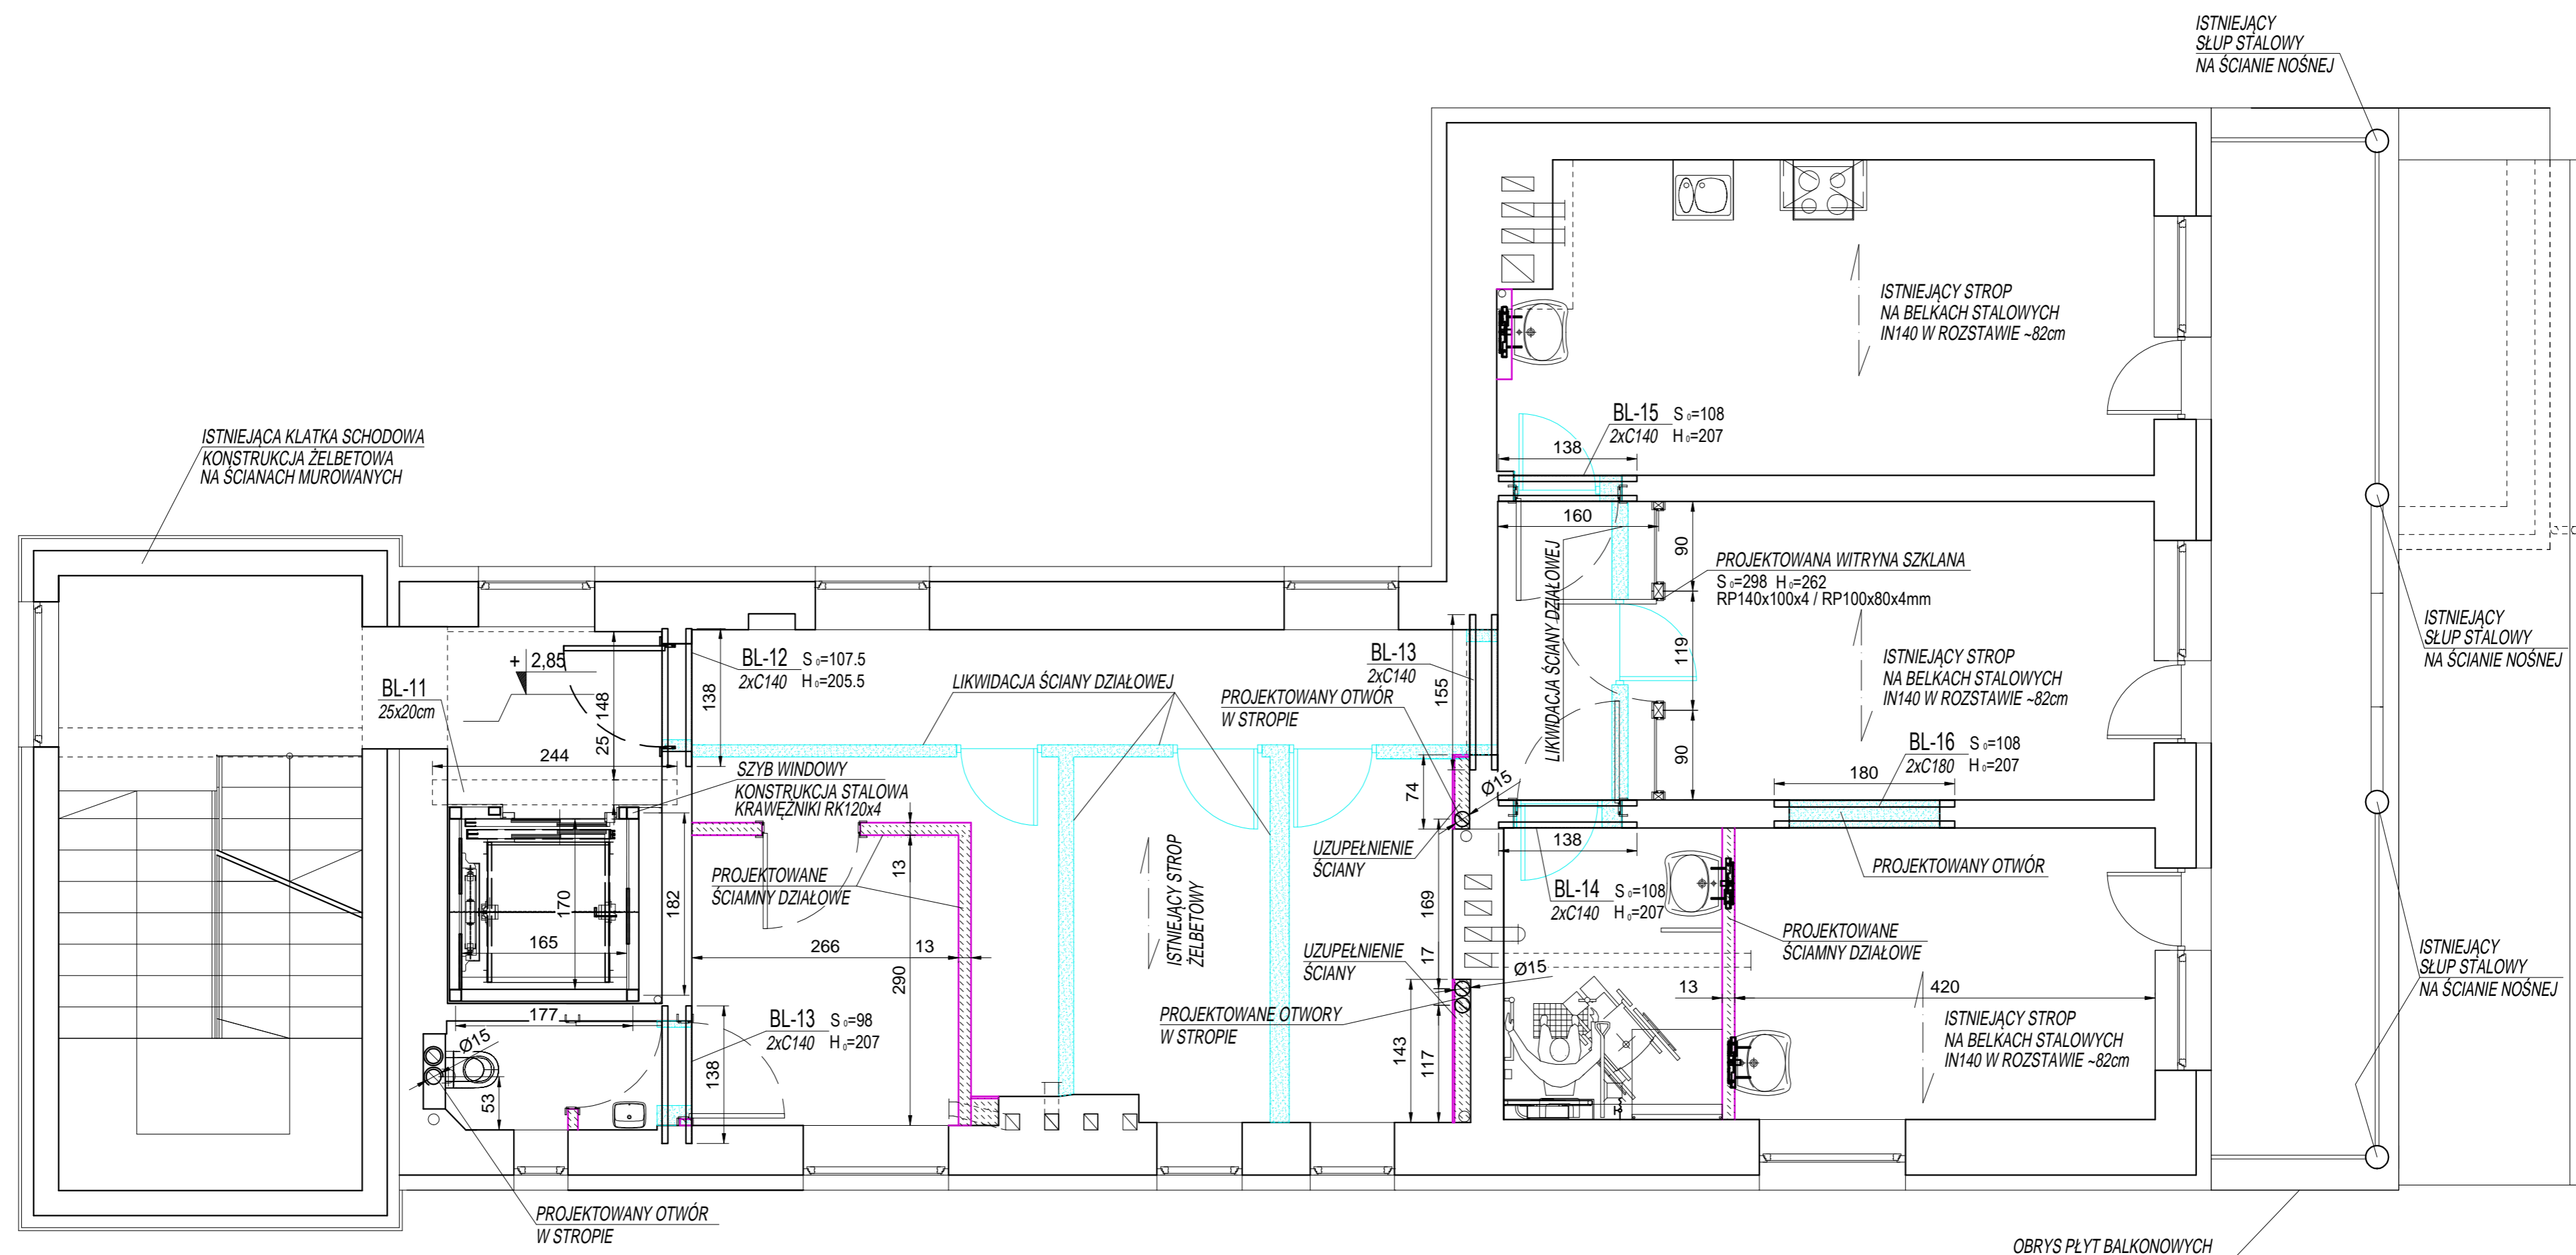 ISTNIEJĄCY
SŁUP STALOWY
NA ŚCIANIE NOŚNEJ
ISTNIEJĄCY STROP
NA BELKACH STALOWYCH
IN140 W ROZSTAWIE ~82cm
BL-15 S₀=108
2xC140 H₀=207
138
ISTNIEJĄCA KLATKA SCHODOWA
KONSTRUKCJA ŻELBETOWA
NA ŚCIANACH MUROWANYCH
160
90
LIKWIDACJA ŚCIANY DZIAŁOWEJ
PROJEKTOWANA WITRYNA SZKLANA
S₀=298 H₀=262
RP140x100x4 / RP100x80x4mm
119
90
ISTNIEJĄCY
SŁUP STALOWY
NA ŚCIANIE NOŚNEJ
ISTNIEJĄCY STROP
NA BELKACH STALOWYCH
IN140 W ROZSTAWIE ~82cm
+ 2,85
BL-11
25x20cm
148
25
244
BL-12 S₀=107.5
2xC140 H₀=205.5
138
LIKWIDACJA ŚCIANY DZIAŁOWEJ
BL-13
2xC140
155
PROJEKTOWANY OTWÓR
W STROPIE
BL-16 S₀=108
2xC180 H₀=207
180
SZYB WINDOWY
KONSTRUKCJA STALOWA
KRAWĘŻNIKI RK120x4
74
Ø15
UZUPEŁNIENIE
ŚCIANY
138
PROJEKTOWANY OTWÓR
PROJEKTOWANE
ŚCIAMNY DZIAŁOWE
13
170
182
165
266
13
290
ISTNIEJĄCY STROP
ŻELBETOWY
169
17
BL-14 S₀=108
2xC140 H₀=207
PROJEKTOWANE
ŚCIAMNY DZIAŁOWE
UZUPEŁNIENIE
ŚCIANY
Ø15
13
420
ISTNIEJĄCY
SŁUP STALOWY
NA ŚCIANIE NOŚNEJ
177
Ø15
53
BL-13 S₀=98
2xC140 H₀=207
138
PROJEKTOWANE OTWORY
W STROPIE
143
117
ISTNIEJĄCY STROP
NA BELKACH STALOWYCH
IN140 W ROZSTAWIE ~82cm
PROJEKTOWANY OTWÓR
W STROPIE
OBRYS PŁYT BALKONOWYCH